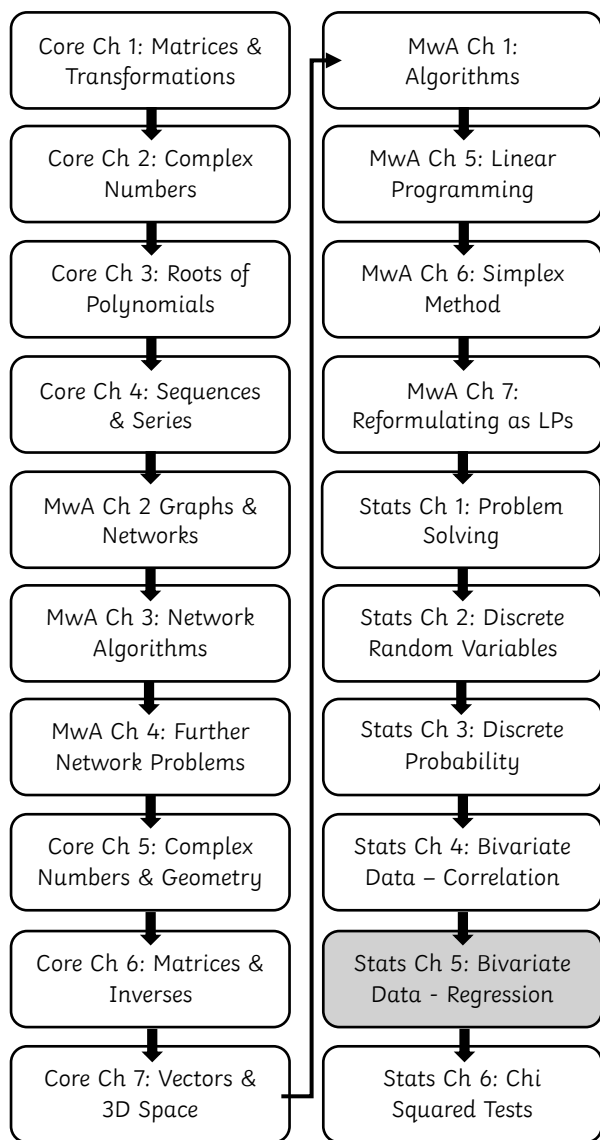 Core Ch 1: Matrices &
Transformations
Core Ch 2: Complex
Numbers
Core Ch 3: Roots of
Polynomials
Core Ch 4: Sequences
& Series
MwA Ch 2 Graphs &
Networks
MwA Ch 3: Network
Algorithms
MwA Ch 4: Further
Network Problems
Core Ch 5: Complex
Numbers & Geometry
Core Ch 6: Matrices &
Inverses
Core Ch 7: Vectors &
3D Space
MwA Ch 1:
Algorithms
MwA Ch 5: Linear
Programming
MwA Ch 6: Simplex
Method
MwA Ch 7:
Reformulating as LPs
Stats Ch 1: Problem
Solving
Stats Ch 2: Discrete
Random Variables
Stats Ch 3: Discrete
Probability
Stats Ch 4: Bivariate
Data – Correlation
Stats Ch 5: Bivariate
Data - Regression
Stats Ch 6: Chi
Squared Tests